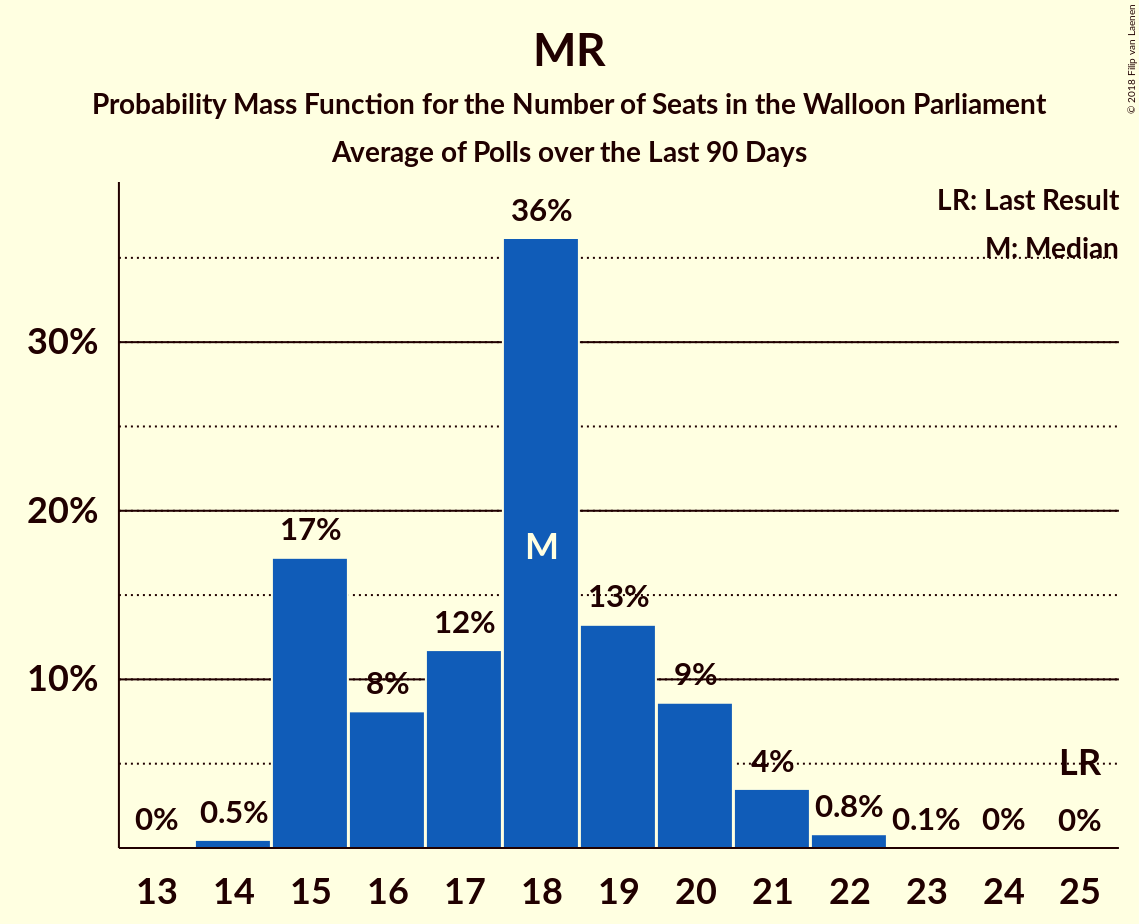 MR
Probability Mass Function for the Number of Seats in the Walloon Parliament
Average of Polls over the Last 90 Days
© 2018 Filip van Laenen
LR: Last Result
M: Median
30%
20%
10%
0%
0.5%
17%
8%
12%
36%
M
13%
9%
4%
0.8%
0.1%
0%
LR
0%
13 14 15 16 17 18 19 20 21 22 23 24 25